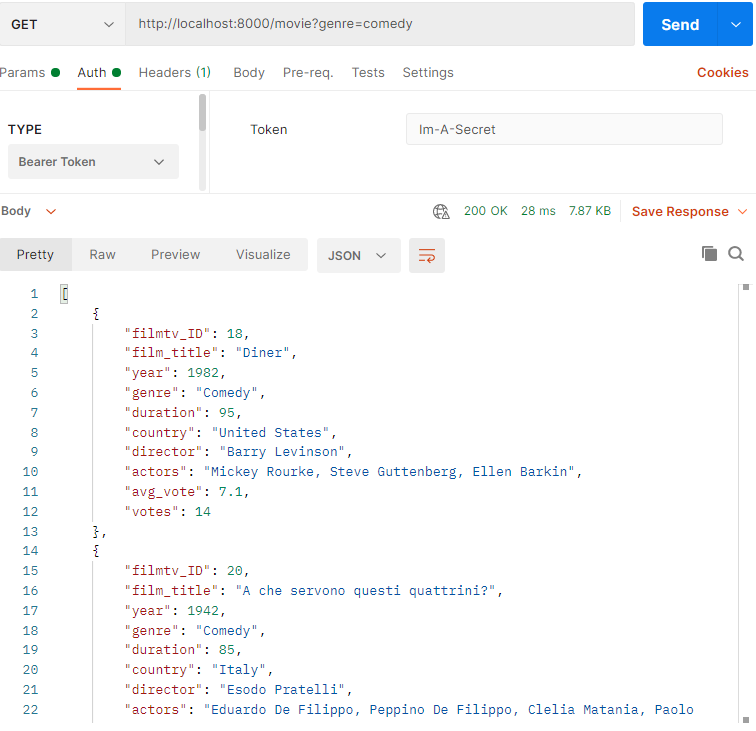 GET http://localhost:8000/movie?genre=comedy Send
Params Auth Headers (1) Body Pre-req. Tests Settings Cookies
TYPE
Bearer Token
Token Im-A-Secret
Body 200 OK 28 ms 7.87 KB Save Response
Pretty Raw Preview Visualize JSON
1 [
2 {
3 "filmtv_ID": 18,
4 "film_title": "Diner",
5 "year": 1982,
6 "genre": "Comedy",
7 "duration": 95,
8 "country": "United States",
9 "director": "Barry Levinson",
10 "actors": "Mickey Rourke, Steve Guttenberg, Ellen Barkin",
11 "avg_vote": 7.1,
12 "votes": 14
13 },
14 {
15 "filmtv_ID": 20,
16 "film_title": "A che servono questi quattrini?",
17 "year": 1942,
18 "genre": "Comedy",
19 "duration": 85,
20 "country": "Italy",
21 "director": "Esodo Pratelli",
22 "actors": "Eduardo De Filippo, Peppino De Filippo, Clelia Matania, Paolo